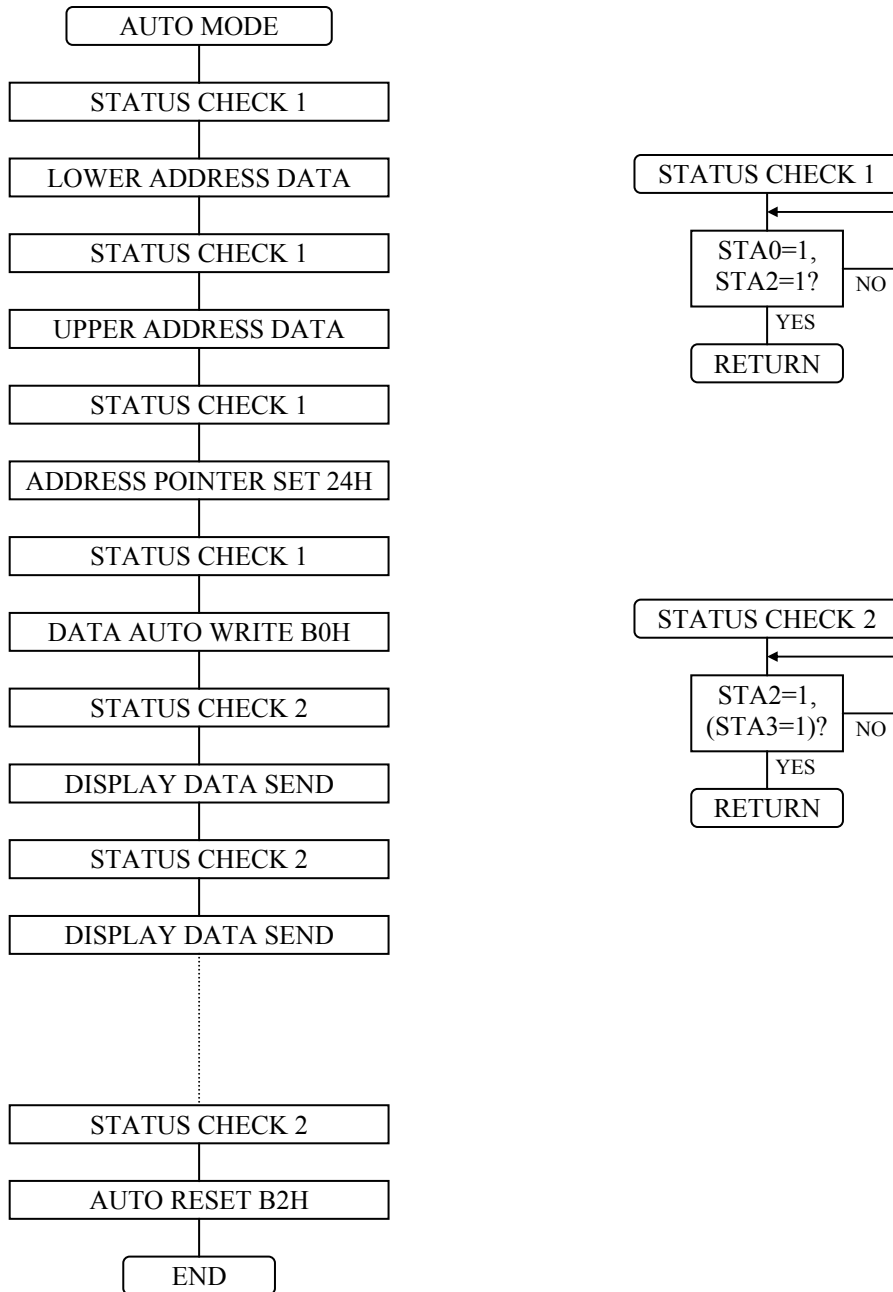 AUTO MODE
STATUS CHECK 1
LOWER ADDRESS DATA
STATUS CHECK 1
UPPER ADDRESS DATA
STATUS CHECK 1
ADDRESS POINTER SET 24H
STATUS CHECK 1
DATA AUTO WRITE B0H
STATUS CHECK 2
DISPLAY DATA SEND
STATUS CHECK 2
DISPLAY DATA SEND
STATUS CHECK 2
AUTO RESET B2H
END
STATUS CHECK 1
STA0=1,
STA2=1?
NO
YES
RETURN
STATUS CHECK 2
STA2=1,
(STA3=1)?
NO
YES
RETURN